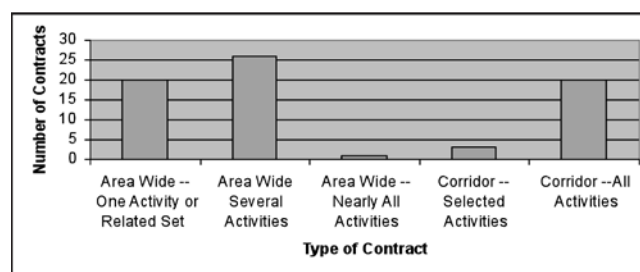 Number of Contracts
30
25
20
15
10
5
0
Area Wide --
One Activity or
Related Set
Area Wide
Several
Activities
Area Wide --
Nearly All
Activities
Corridor --
Selected
Activities
Corridor --All
Activities
Type of Contract